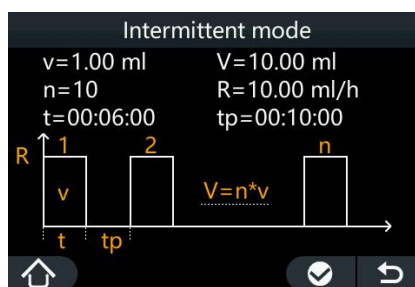 Intermittent mode
v=1.00 ml V=10.00 ml
n=10 R=10.00 ml/h
t=00:06:00 tp=00:10:00
R 1 2 n
v V=n*v
t tp